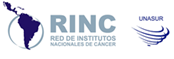 RINC
RED DE INSTITUTOS
NACIONALES DE CÁNCER
UNASUR